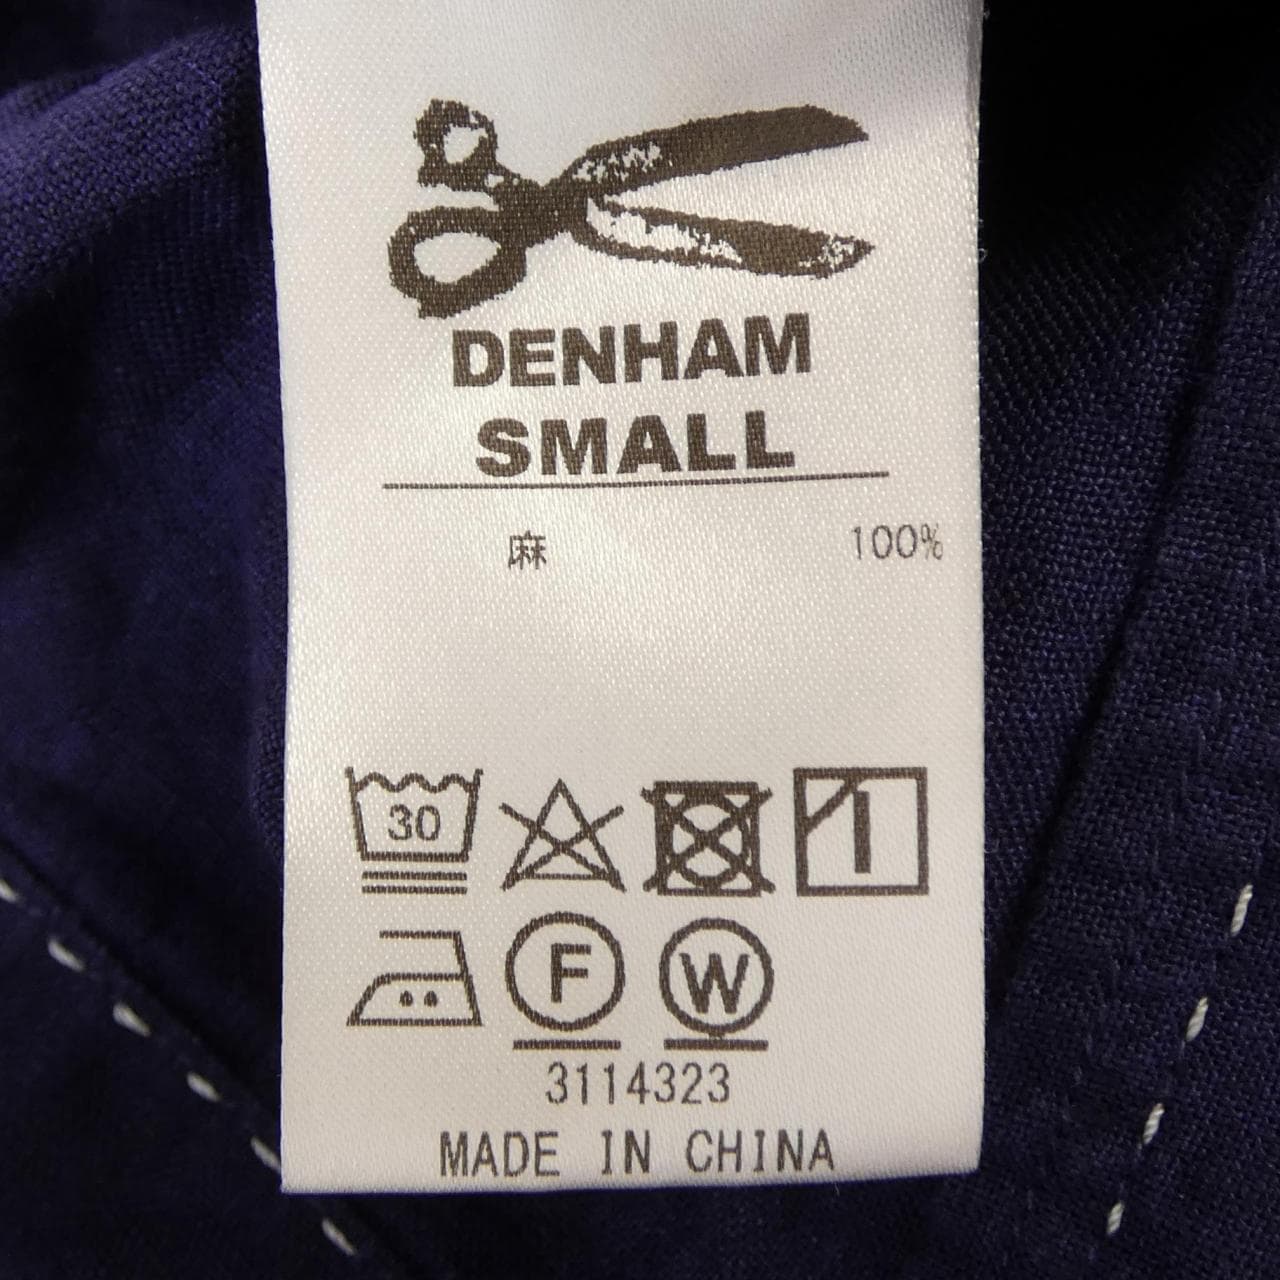 DENHAM
SMALL
麻 100%
30
F W
3114323
MADE IN CHINA